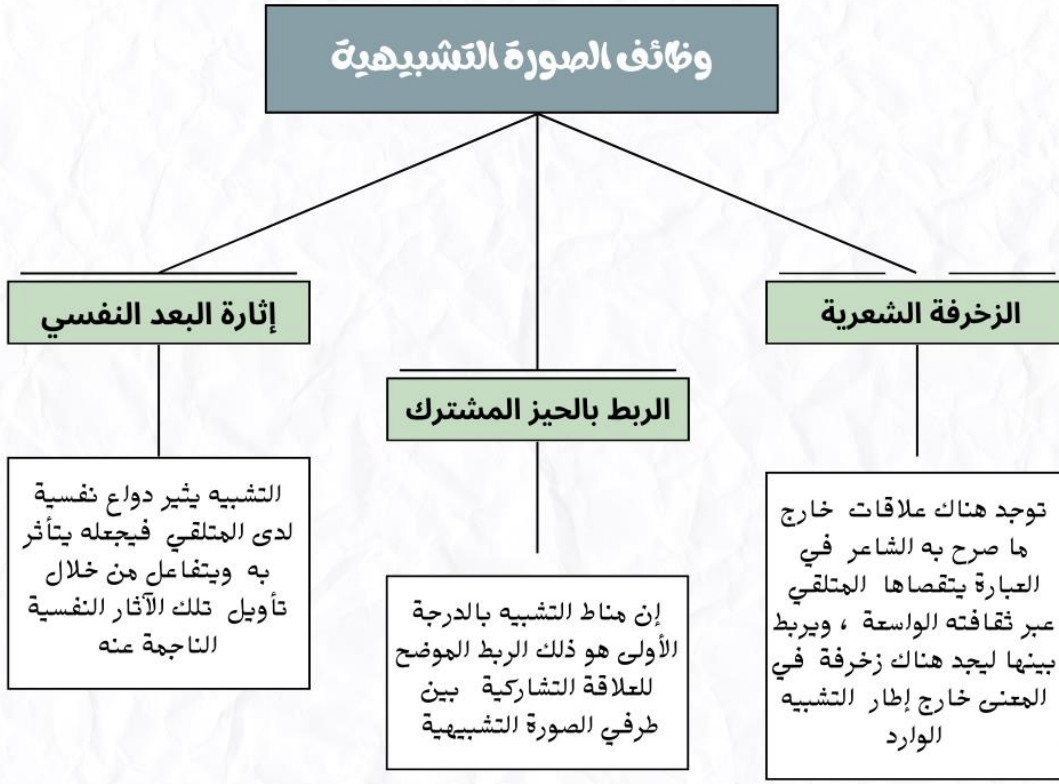 وظائف الصورة التشبيهية
الزخرفة الشعرية
توجد هناك علاقات خارج
ما صرح به الشاعر في
العبارة يتقصاها المتلقي
عبر ثقافته الواسعة ، ويربط
بينها ليجد هناك زخرفة في
المعنى خارج إطار التشبيه
الوارد
الربط بالحيز المشترك
إن مناط التشبيه بالدرجة
الأولى هو ذلك الربط الموضح
للعلاقة التشاركية بين
طرفي الصورة التشبيهية
إثارة البعد النفسي
التشبيه يثير دواع نفسية
لدى المتلقي فيجعله يتأثر
به ويتفاعل من خلال
تأويل تلك الآثار النفسية
الناجمة عنه